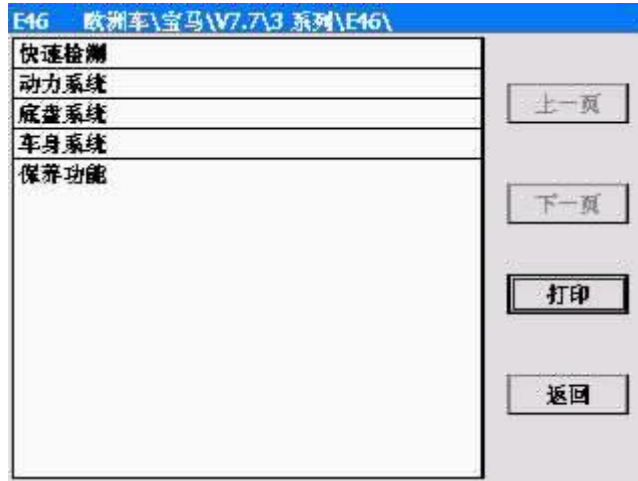 E46 欧洲车\宝马\V7.7\3 系列\E46\
快速检测
动力系统
底盘系统
车身系统
保养功能
上一页
下一页
打印
返回